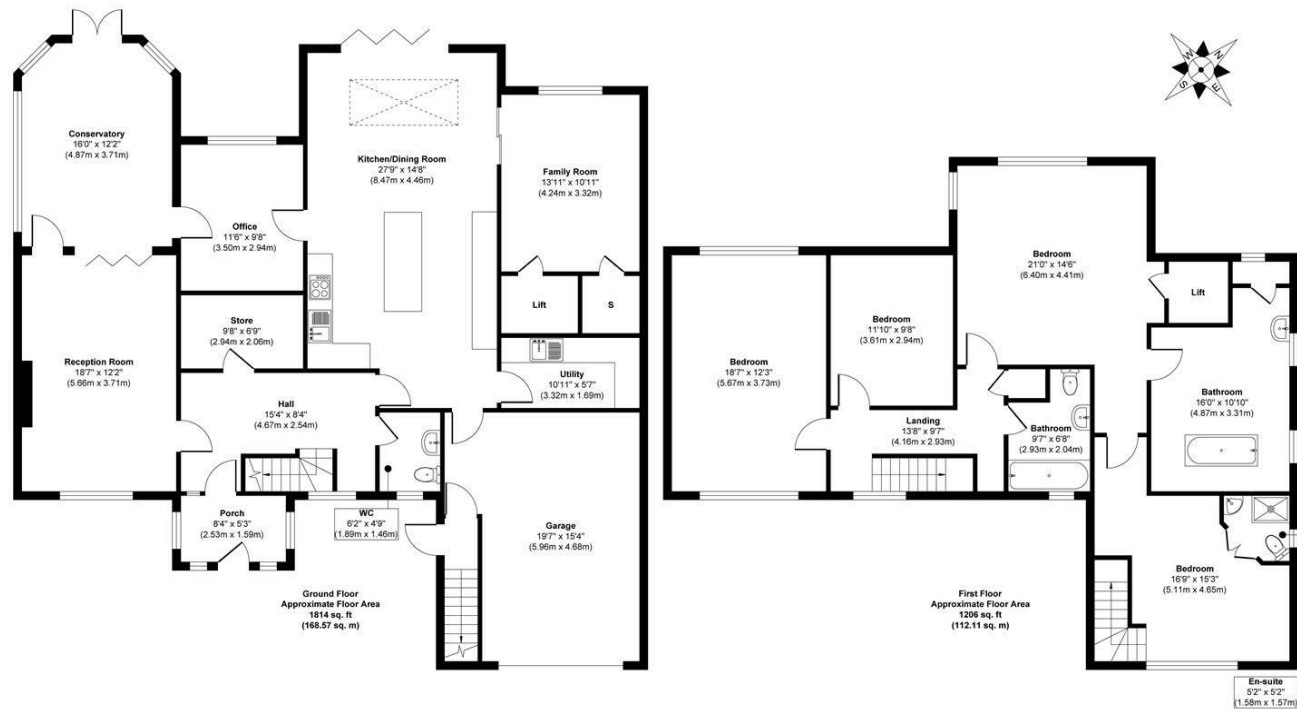 Conservatory
16'0" x 12'2"
(4.87m x 3.71m)
Kitchen/Dining Room
27'9" x 14'8"
(8.47m x 4.46m)
Family Room
13'11" x 10'11"
(4.24m x 3.32m)
Office
11'6" x 9'8"
(3.50m x 2.94m)
Lift
S
Store
9'8" x 6'9"
(2.94m x 2.06m)
Reception Room
18'7" x 12'2"
(5.66m x 3.71m)
Utility
10'11" x 5'7"
(3.32m x 1.69m)
Hall
15'4" x 8'4"
(4.67m x 2.54m)
Porch
8'4" x 5'3"
(2.53m x 1.59m)
WC
6'2" x 4'9"
(1.89m x 1.46m)
Garage
19'7" x 15'4"
(5.96m x 4.68m)
Ground Floor
Approximate Floor Area
1814 sq. ft
(168.57 sq. m)
W
N
S
E
Bedroom
21'0" x 14'6"
(6.40m x 4.41m)
Lift
Bedroom
11'10" x 9'8"
(3.61m x 2.94m)
Bedroom
18'7" x 12'3"
(5.67m x 3.73m)
Bathroom
16'0" x 10'10"
(4.87m x 3.31m)
Landing
13'8" x 9'7"
(4.16m x 2.93m)
Bathroom
9'7" x 6'8"
(2.93m x 2.04m)
Bedroom
16'9" x 15'3"
(5.11m x 4.65m)
First Floor
Approximate Floor Area
1206 sq. ft
(112.11 sq. m)
En-suite
5'2" x 5'2"
(1.58m x 1.57m)